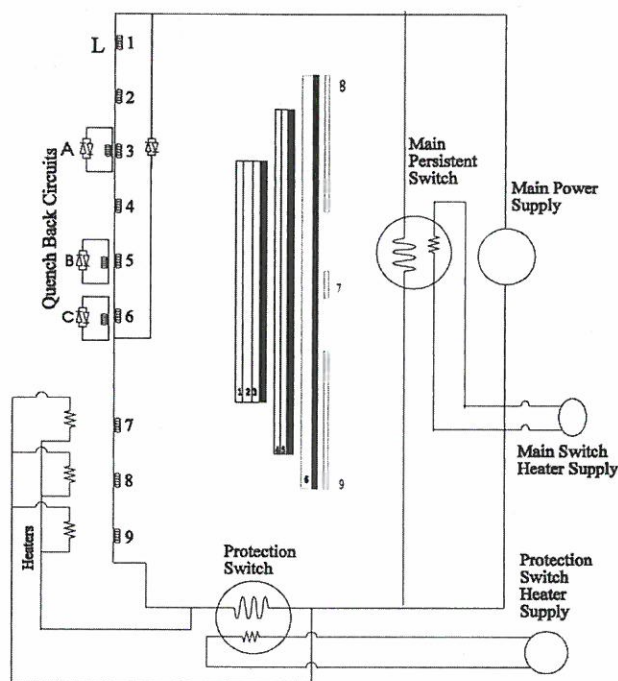 L 1
2
A 3
4
B 5
C 6
7
8
9
Quench Back Circuits
Heaters
1 2 3
4 5
6
8
7
9
Main
Persistent
Switch
Main Power
Supply
Main Switch
Heater Supply
Protection
Switch
Protection
Switch
Heater
Supply